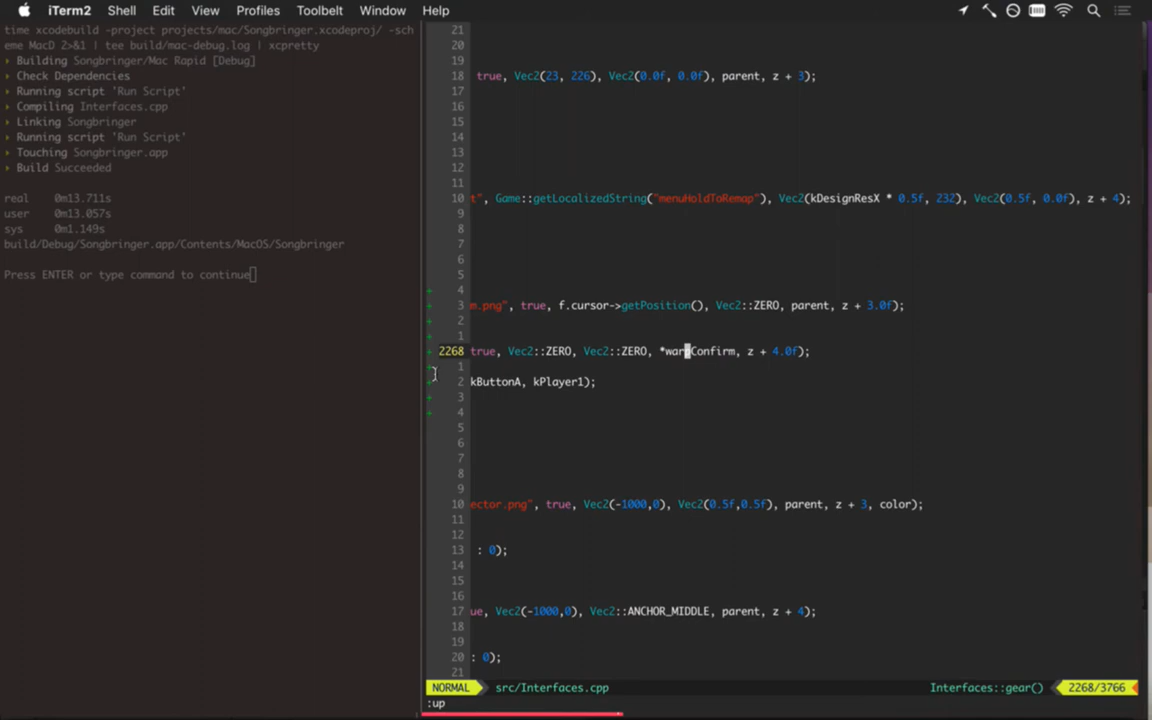 iTerm2 Shell Edit View Profiles Toolbelt Window Help
time xcodebuild -project projects/mac/Songbringer.xcodeproj/ -sch
eme MacD 2>&1 | tee build/mac-debug.log | xcpretty
Building Songbringer/Mac Rapid [Debug]
Check Dependencies
Running script 'Run Script'
Compiling Interfaces.cpp
Linking Songbringer
Running script 'Run Script'
Touching Songbringer.app
Build Succeeded
real 0m13.711s
user 0m13.057s
sys 0m1.149s
build/Debug/Songbringer.app/Contents/MacOS/Songbringer
Press ENTER or type command to continue
21
20
19
18 true, Vec2(23, 226), Vec2(0.0f, 0.0f), parent, z + 3);
17
16
15
14
13
12
11
10 t", Game::getLocalizedString("menuHoldToRemap"), Vec2(kDesignResX * 0.5f, 232), Vec2(0.5f, 0.0f), z + 4);
9
8
7
6
5
4
3 m.png", true, f.cursor->getPosition(), Vec2::ZERO, parent, z + 3.0f);
2
1
2268 true, Vec2::ZERO, Vec2::ZERO, *warpConfirm, z + 4.0f);
1
2 kButtonA, kPlayer1);
3
4
5
6
7
8
9
10 ector.png", true, Vec2(-1000,0), Vec2(0.5f,0.5f), parent, z + 3, color);
11
12
13 : 0);
14
15
16
17 ue, Vec2(-1000,0), Vec2::ANCHOR_MIDDLE, parent, z + 4);
18
19
20 : 0);
21
NORMAL src/Interfaces.cpp Interfaces::gear() 2268/3766
:up